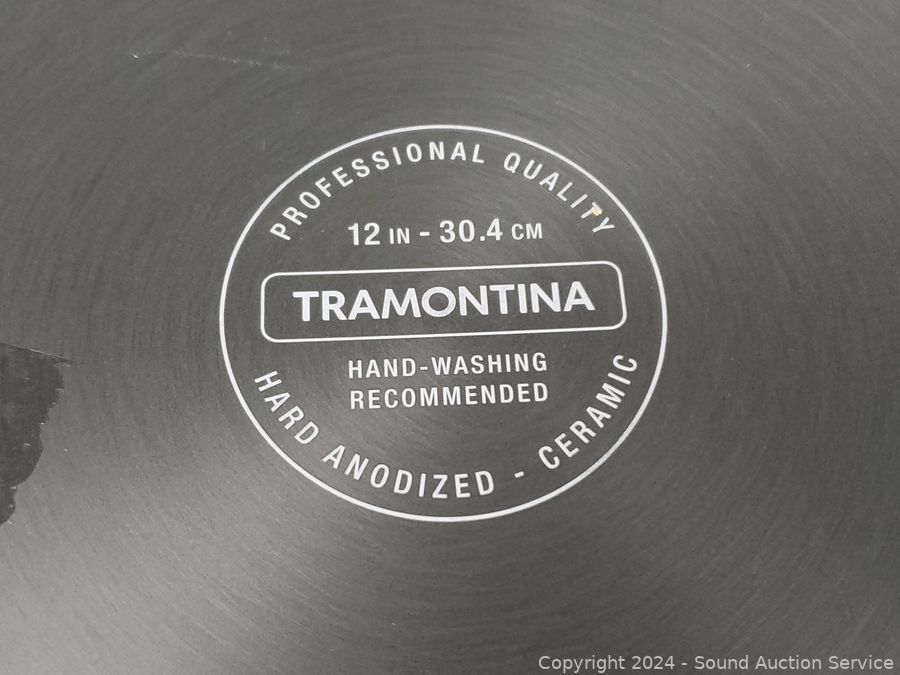 PROFESSIONAL QUALITY
12 IN - 30.4 CM
TRAMONTINA
HAND-WASHING
RECOMMENDED
HARD ANODIZED - CERAMIC
Copyright 2024 - Sound Auction Service